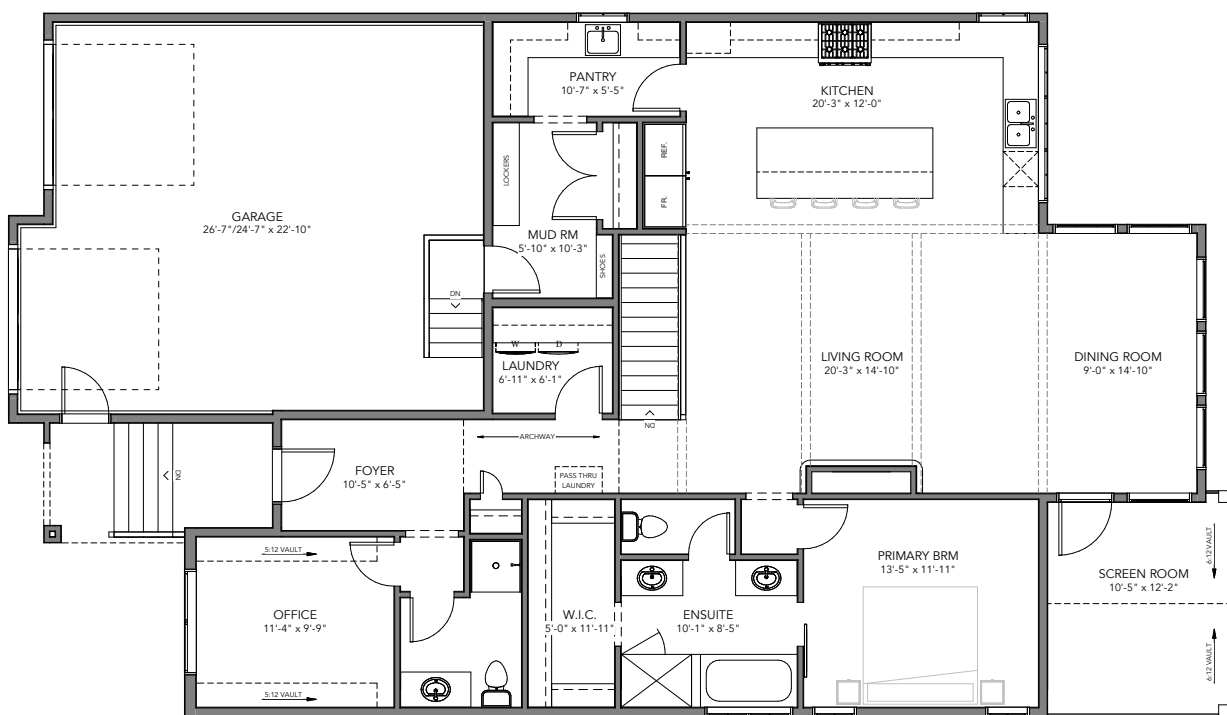 PANTRY
10'-7" x 5'-5"
KITCHEN
20'-3" x 12'-0"
LOCKERS
REF.
FR.
GARAGE
26'-7"/24'-7" x 22'-10"
MUD RM
5'-10" x 10'-3"
SHOES
DN
W
D
LAUNDRY
6'-11" x 6'-1"
LIVING ROOM
20'-3" x 14'-10"
DINING ROOM
9'-0" x 14'-10"
DN
ARCHWAY
FOYER
10'-5" x 6'-5"
PASS THRU
LAUNDRY
DN
5:12 VAULT
PRIMARY BRM
13'-5" x 11'-11"
SCREEN ROOM
10'-5" x 12'-2"
6:12 VAULT
OFFICE
11'-4" x 9'-9"
W.I.C.
5'-0" x 11'-11"
ENSUITE
10'-1" x 8'-5"
6:12 VAULT
5:12 VAULT